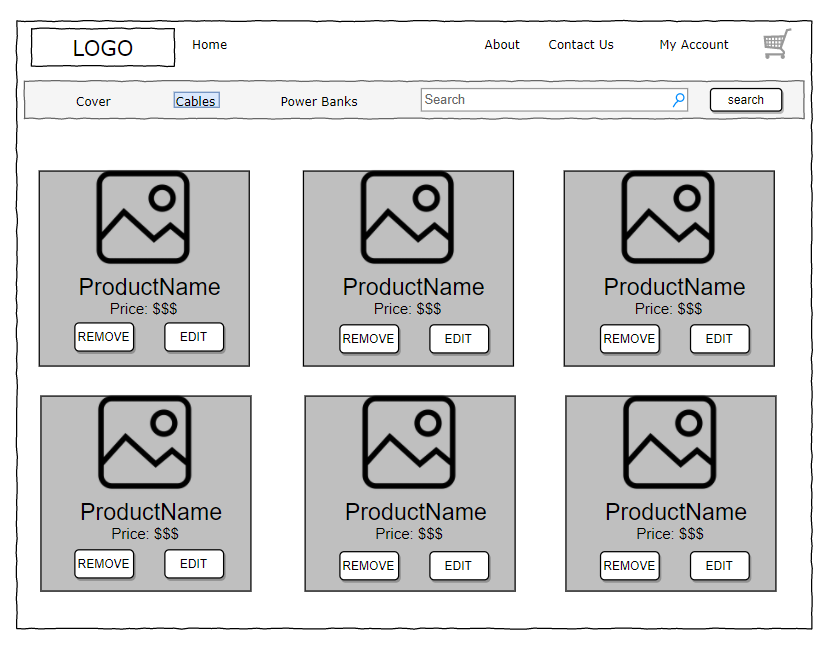 LOGO Home About Contact Us My Account
Cover Cables Power Banks Search search
ProductName ProductName ProductName
Price: $$$ Price: $$$ Price: $$$
REMOVE EDIT REMOVE EDIT REMOVE EDIT
ProductName ProductName ProductName
Price: $$$ Price: $$$ Price: $$$
REMOVE EDIT REMOVE EDIT REMOVE EDIT